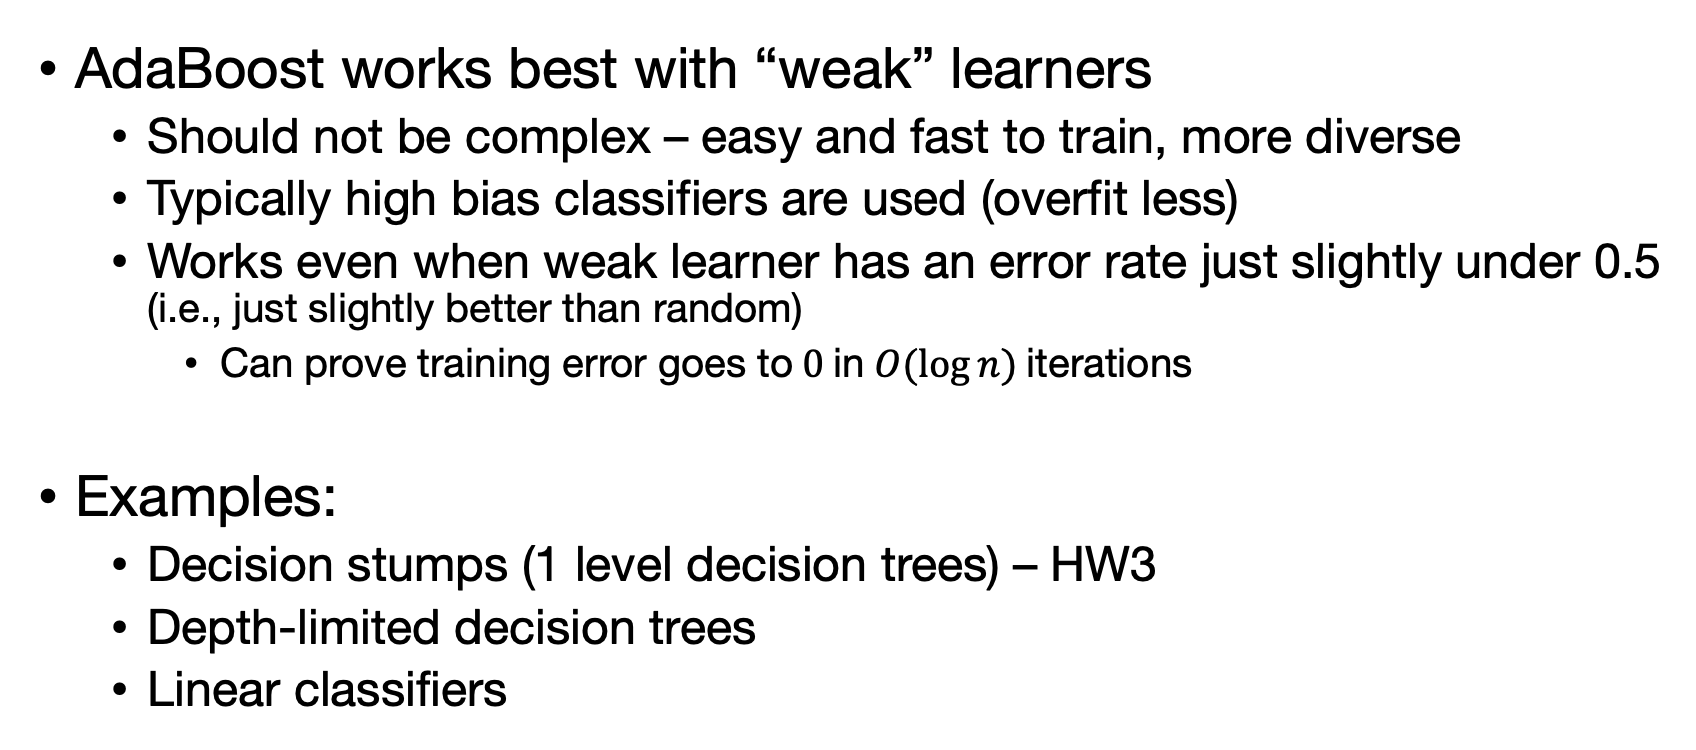 • AdaBoost works best with “weak” learners
• Should not be complex – easy and fast to train, more diverse
• Typically high bias classifiers are used (overfit less)
• Works even when weak learner has an error rate just slightly under 0.5
(i.e., just slightly better than random)
• Can prove training error goes to 0 in O(log n) iterations
• Examples:
• Decision stumps (1 level decision trees) – HW3
• Depth-limited decision trees
• Linear classifiers